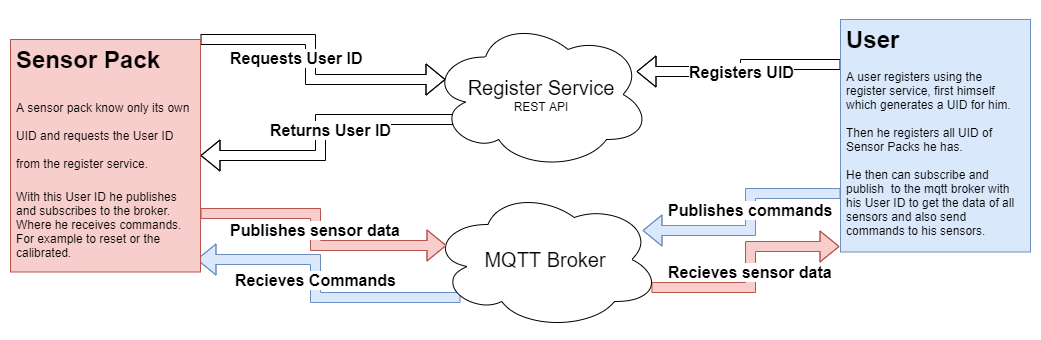 Sensor Pack
A sensor pack know only its own
UID and requests the User ID
from the register service.
With this User ID he publishes
and subscribes to the broker.
Where he receives commands.
For example to reset or the
calibrated.
Requests User ID
Returns User ID
Register Service
REST API
Registers UID
Publishes sensor data
Recieves Commands
MQTT Broker
Publishes commands
Recieves sensor data
User
A user registers using the
register service, first himself
which generates a UID for him.
Then he registers all UID of
Sensor Packs he has.
He then can subscribe and
publish  to the mqtt broker with
his User ID to get the data of all
sensors and also send
commands to his sensors.